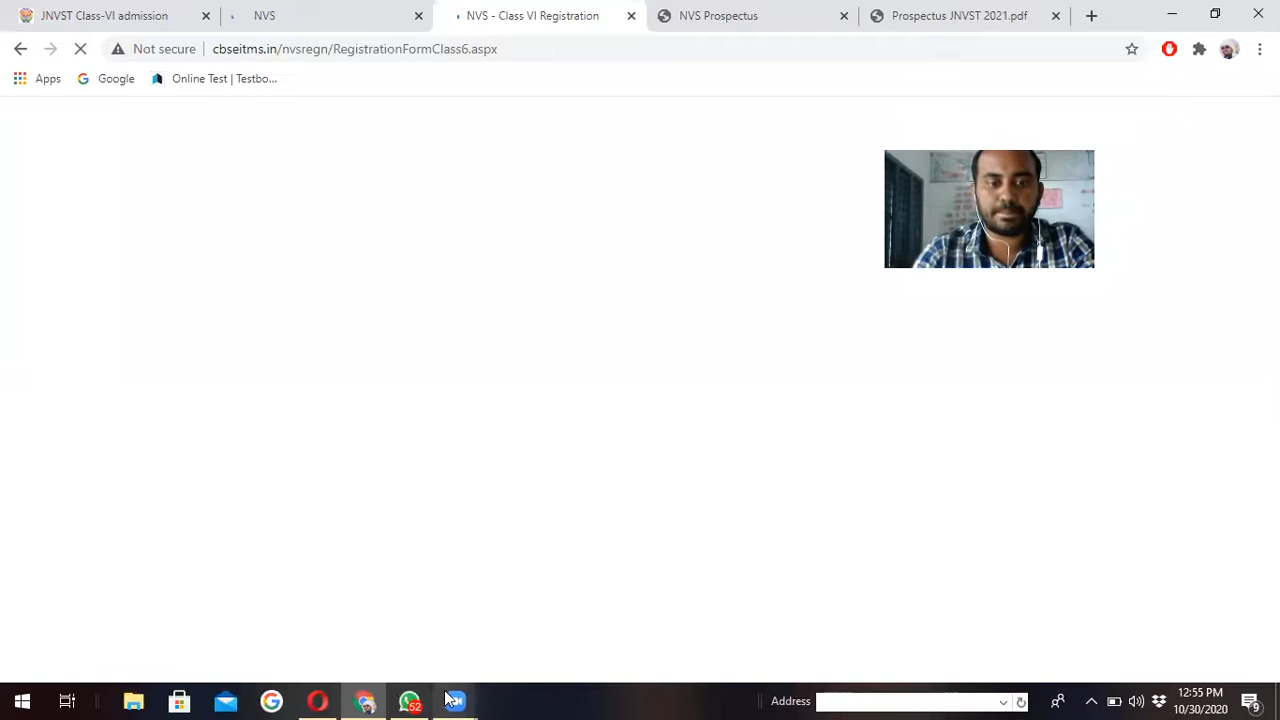 JNVST Class-VI admission
NVS
NVS - Class VI Registration
NVS Prospectus
Prospectus JNVST 2021.pdf
Not secure
cbseitms.in/nvsregn/RegistrationFormClass6.aspx
Apps
Google
Online Test | Testbo...
52
Address
12:55 PM
10/30/2020
9